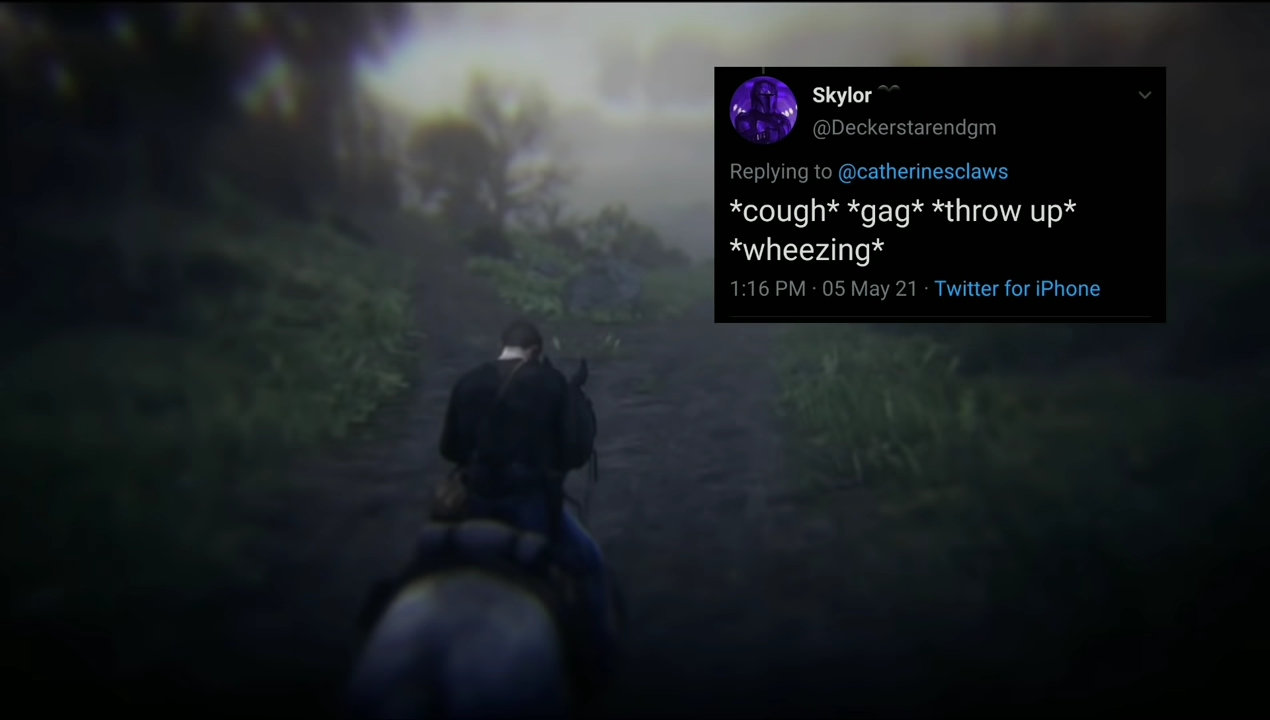 Skylor
@Deckerstarendgm
Replying to @catherinesclaws
*cough* *gag* *throw up*
*wheezing*
1:16 PM · 05 May 21 · Twitter for iPhone